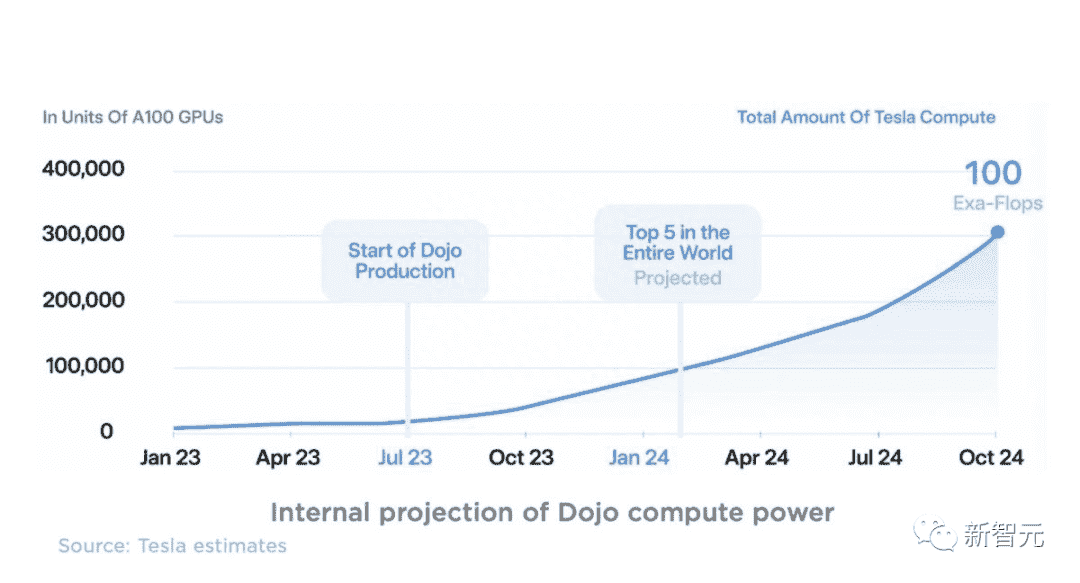 In Units Of A100 GPUs
Total Amount Of Tesla Compute
400,000
300,000
200,000
100,000
0
100
Exa-Flops
Start of Dojo
Production
Top 5 in the
Entire World
Projected
Jan 23
Apr 23
Jul 23
Oct 23
Jan 24
Apr 24
Jul 24
Oct 24
Internal projection of Dojo compute power
Source: Tesla estimates
新智元